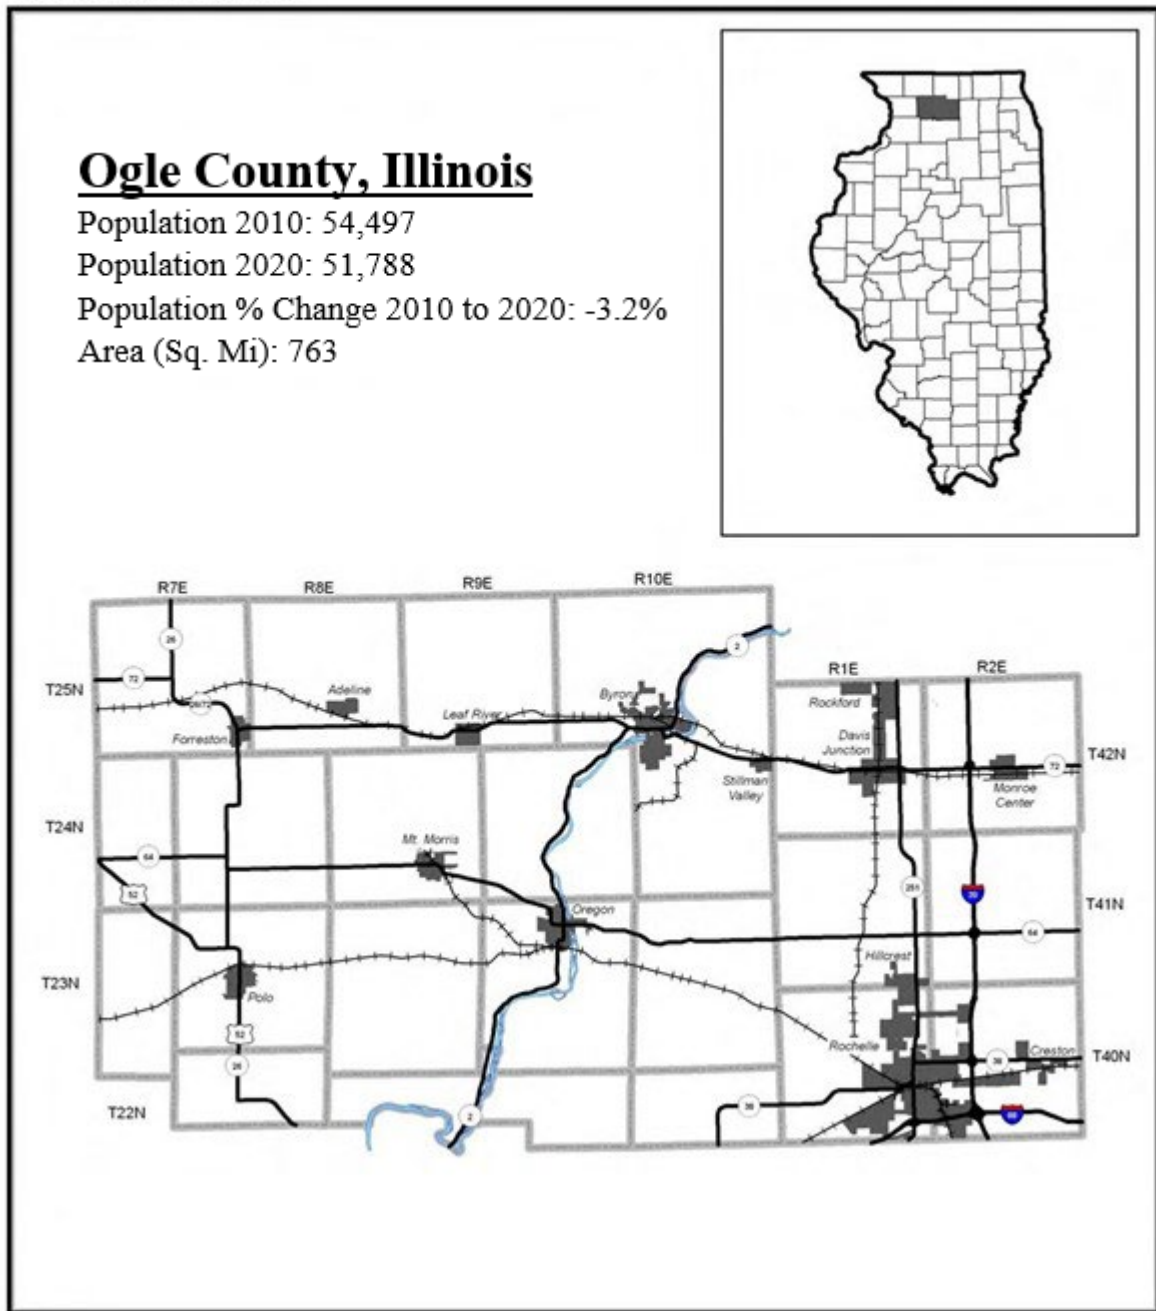 Ogle County, Illinois
Population 2010: 54,497
Population 2020: 51,788
Population % Change 2010 to 2020: -3.2%
Area (Sq. Mi): 763
R7E
R8E
R9E
R10E
R1E
R2E
T25N
T24N
T23N
T22N
T42N
T41N
T40N
26
72
Forreston
Adeline
Leaf River
Byron
2
Rockford
Davis
Junction
Stillman
Valley
Monroe
Center
72
64
52
Mt. Morris
Oregon
251
39
64
Polo
52
26
Hillcrest
Rochelle
Creston
38
38
88
2